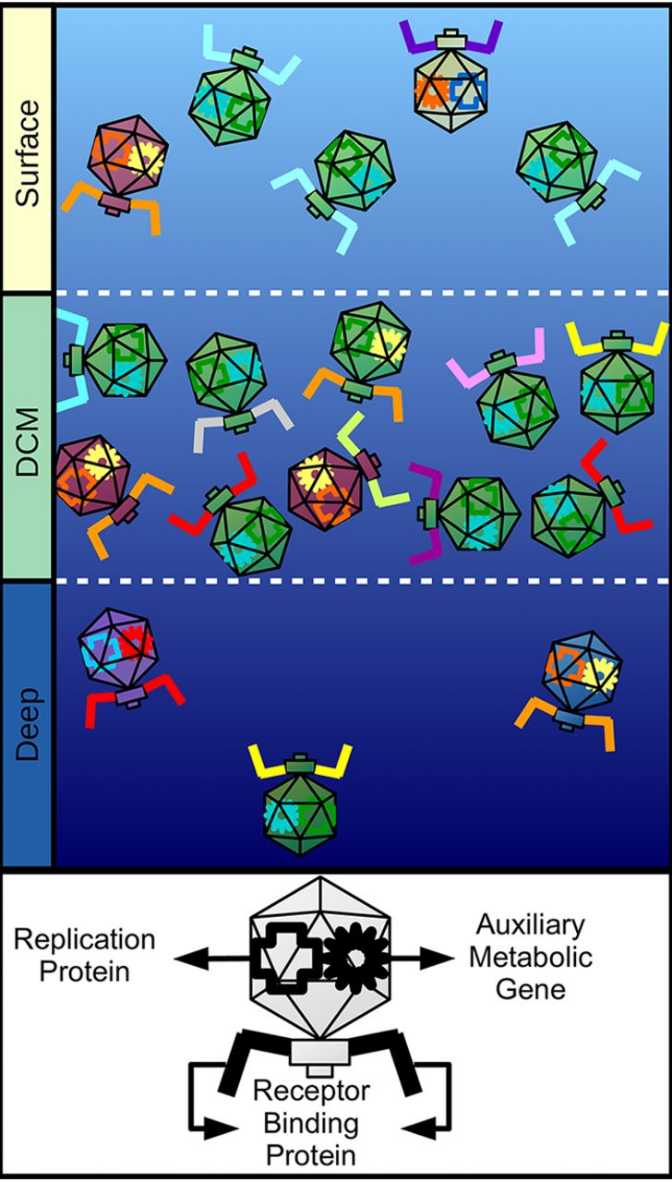 Surface
DCM
Deep
Replication
Protein
Auxiliary
Metabolic
Gene
Receptor
Binding
Protein